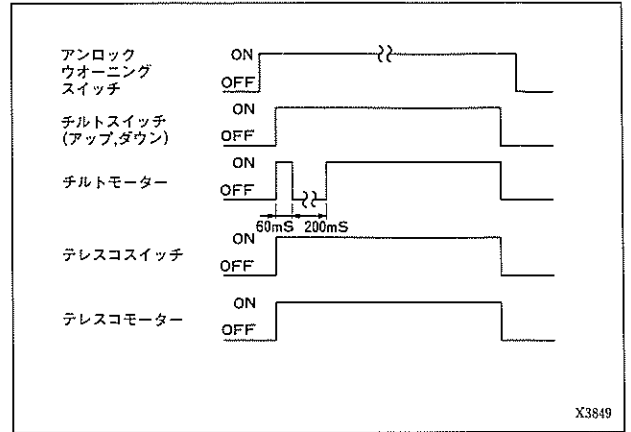 アンロック
ウオーニング
スイッチ
ON
OFF
チルトスイッチ
(アップ,ダウン)
ON
OFF
チルトモーター
ON
OFF
60mS 200mS
テレスコスイッチ
ON
OFF
テレスコモーター
ON
OFF
X3849